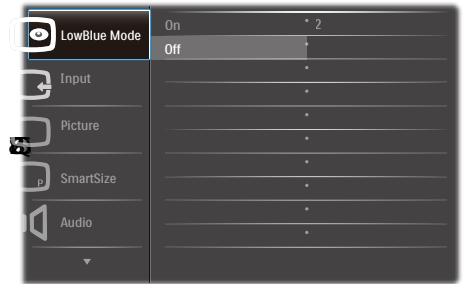 LowBlue Mode
On 2
Off
Input
Picture
P
SmartSize
Audio